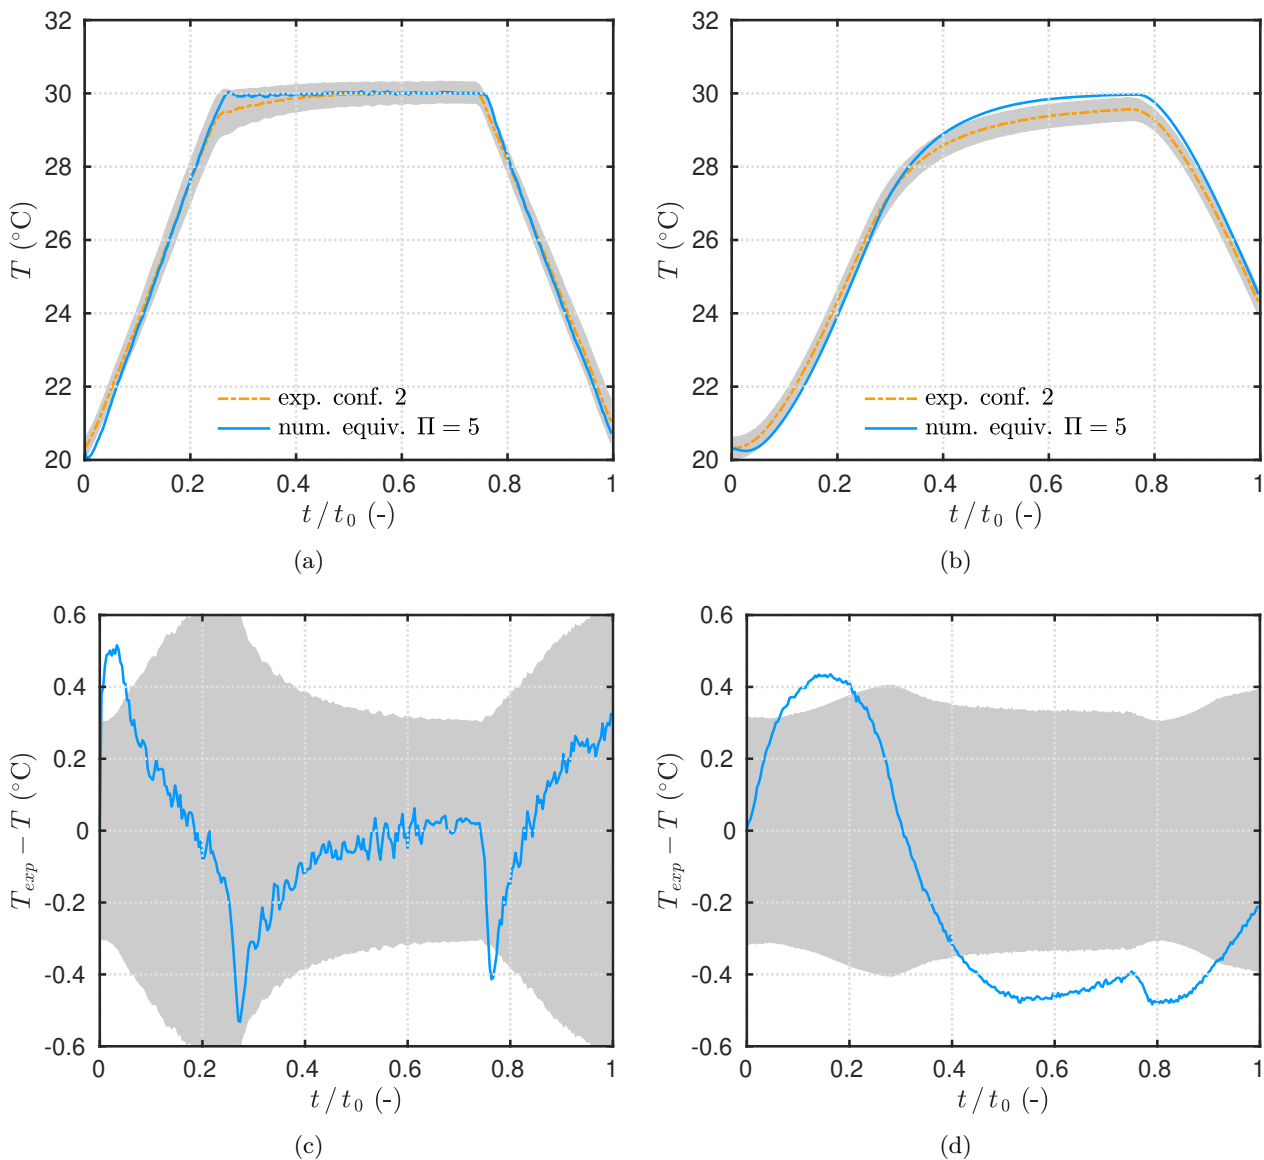 32
30
28
26
24
22
20
T (°C)
exp. conf. 2
num. equiv. Π = 5
0 0.2 0.4 0.6 0.8 1
t / t0 (-)
(a)
32
30
28
26
24
22
20
T (°C)
exp. conf. 2
num. equiv. Π = 5
0 0.2 0.4 0.6 0.8 1
t / t0 (-)
(b)
0.6
0.4
0.2
0
-0.2
-0.4
-0.6
Texp − T (°C)
0 0.2 0.4 0.6 0.8 1
t / t0 (-)
(c)
0.6
0.4
0.2
0
-0.2
-0.4
-0.6
Texp − T (°C)
0 0.2 0.4 0.6 0.8 1
t / t0 (-)
(d)